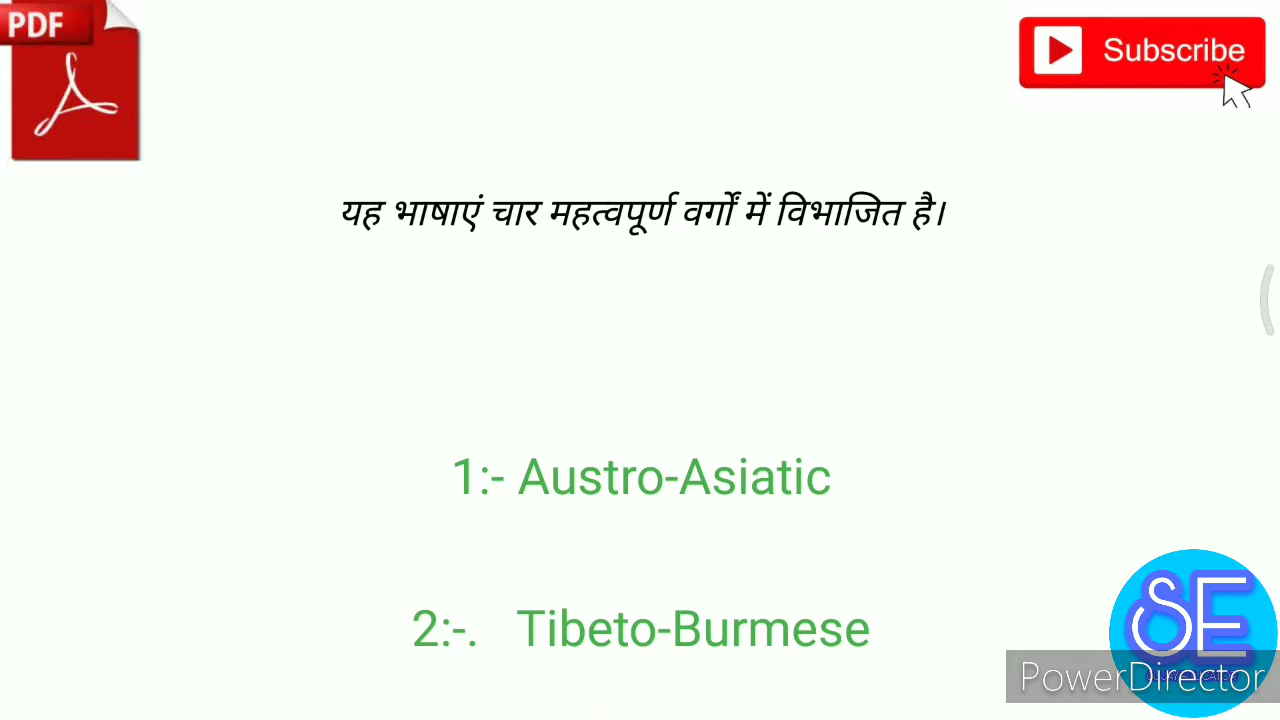 PDF
Subscribe
यह भाषाएं चार महत्वपूर्ण वर्गों में विभाजित है।
1:- Austro-Asiatic
2:-. Tibeto-Burmese
SE
PowerDirector